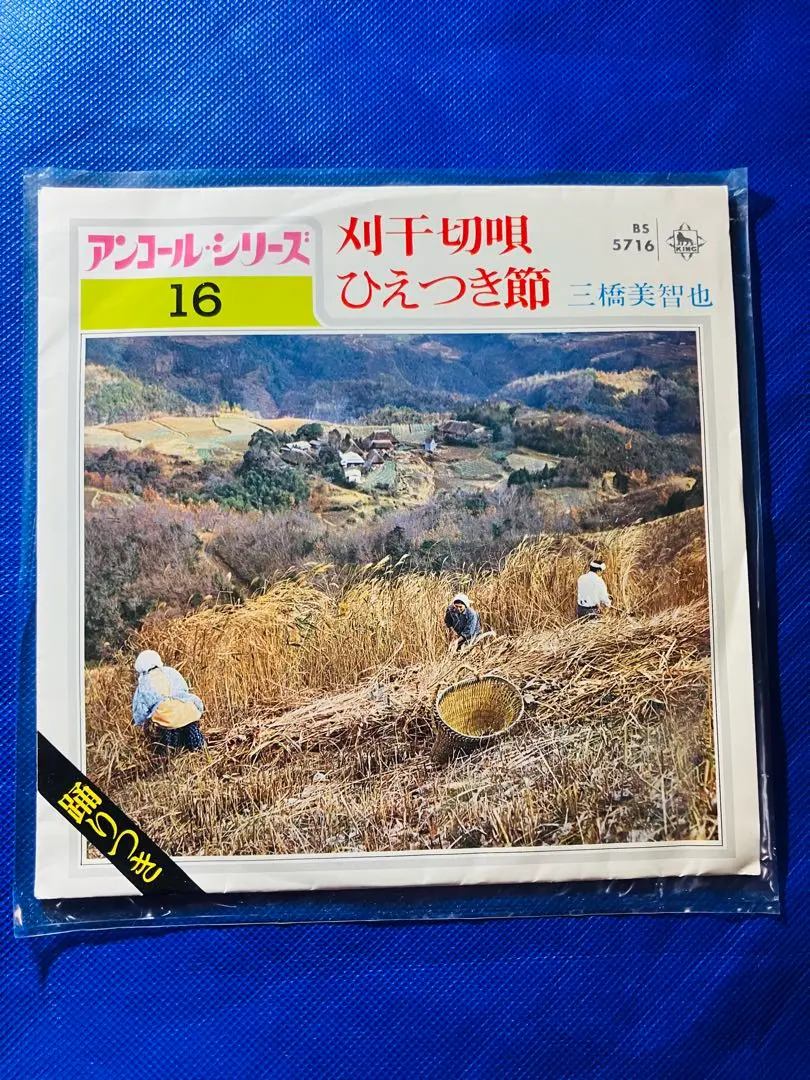 アンコール・シリーズ
16
刈干切唄
ひえつき節
三橋美智也
BS
5716
KING
踊りつき